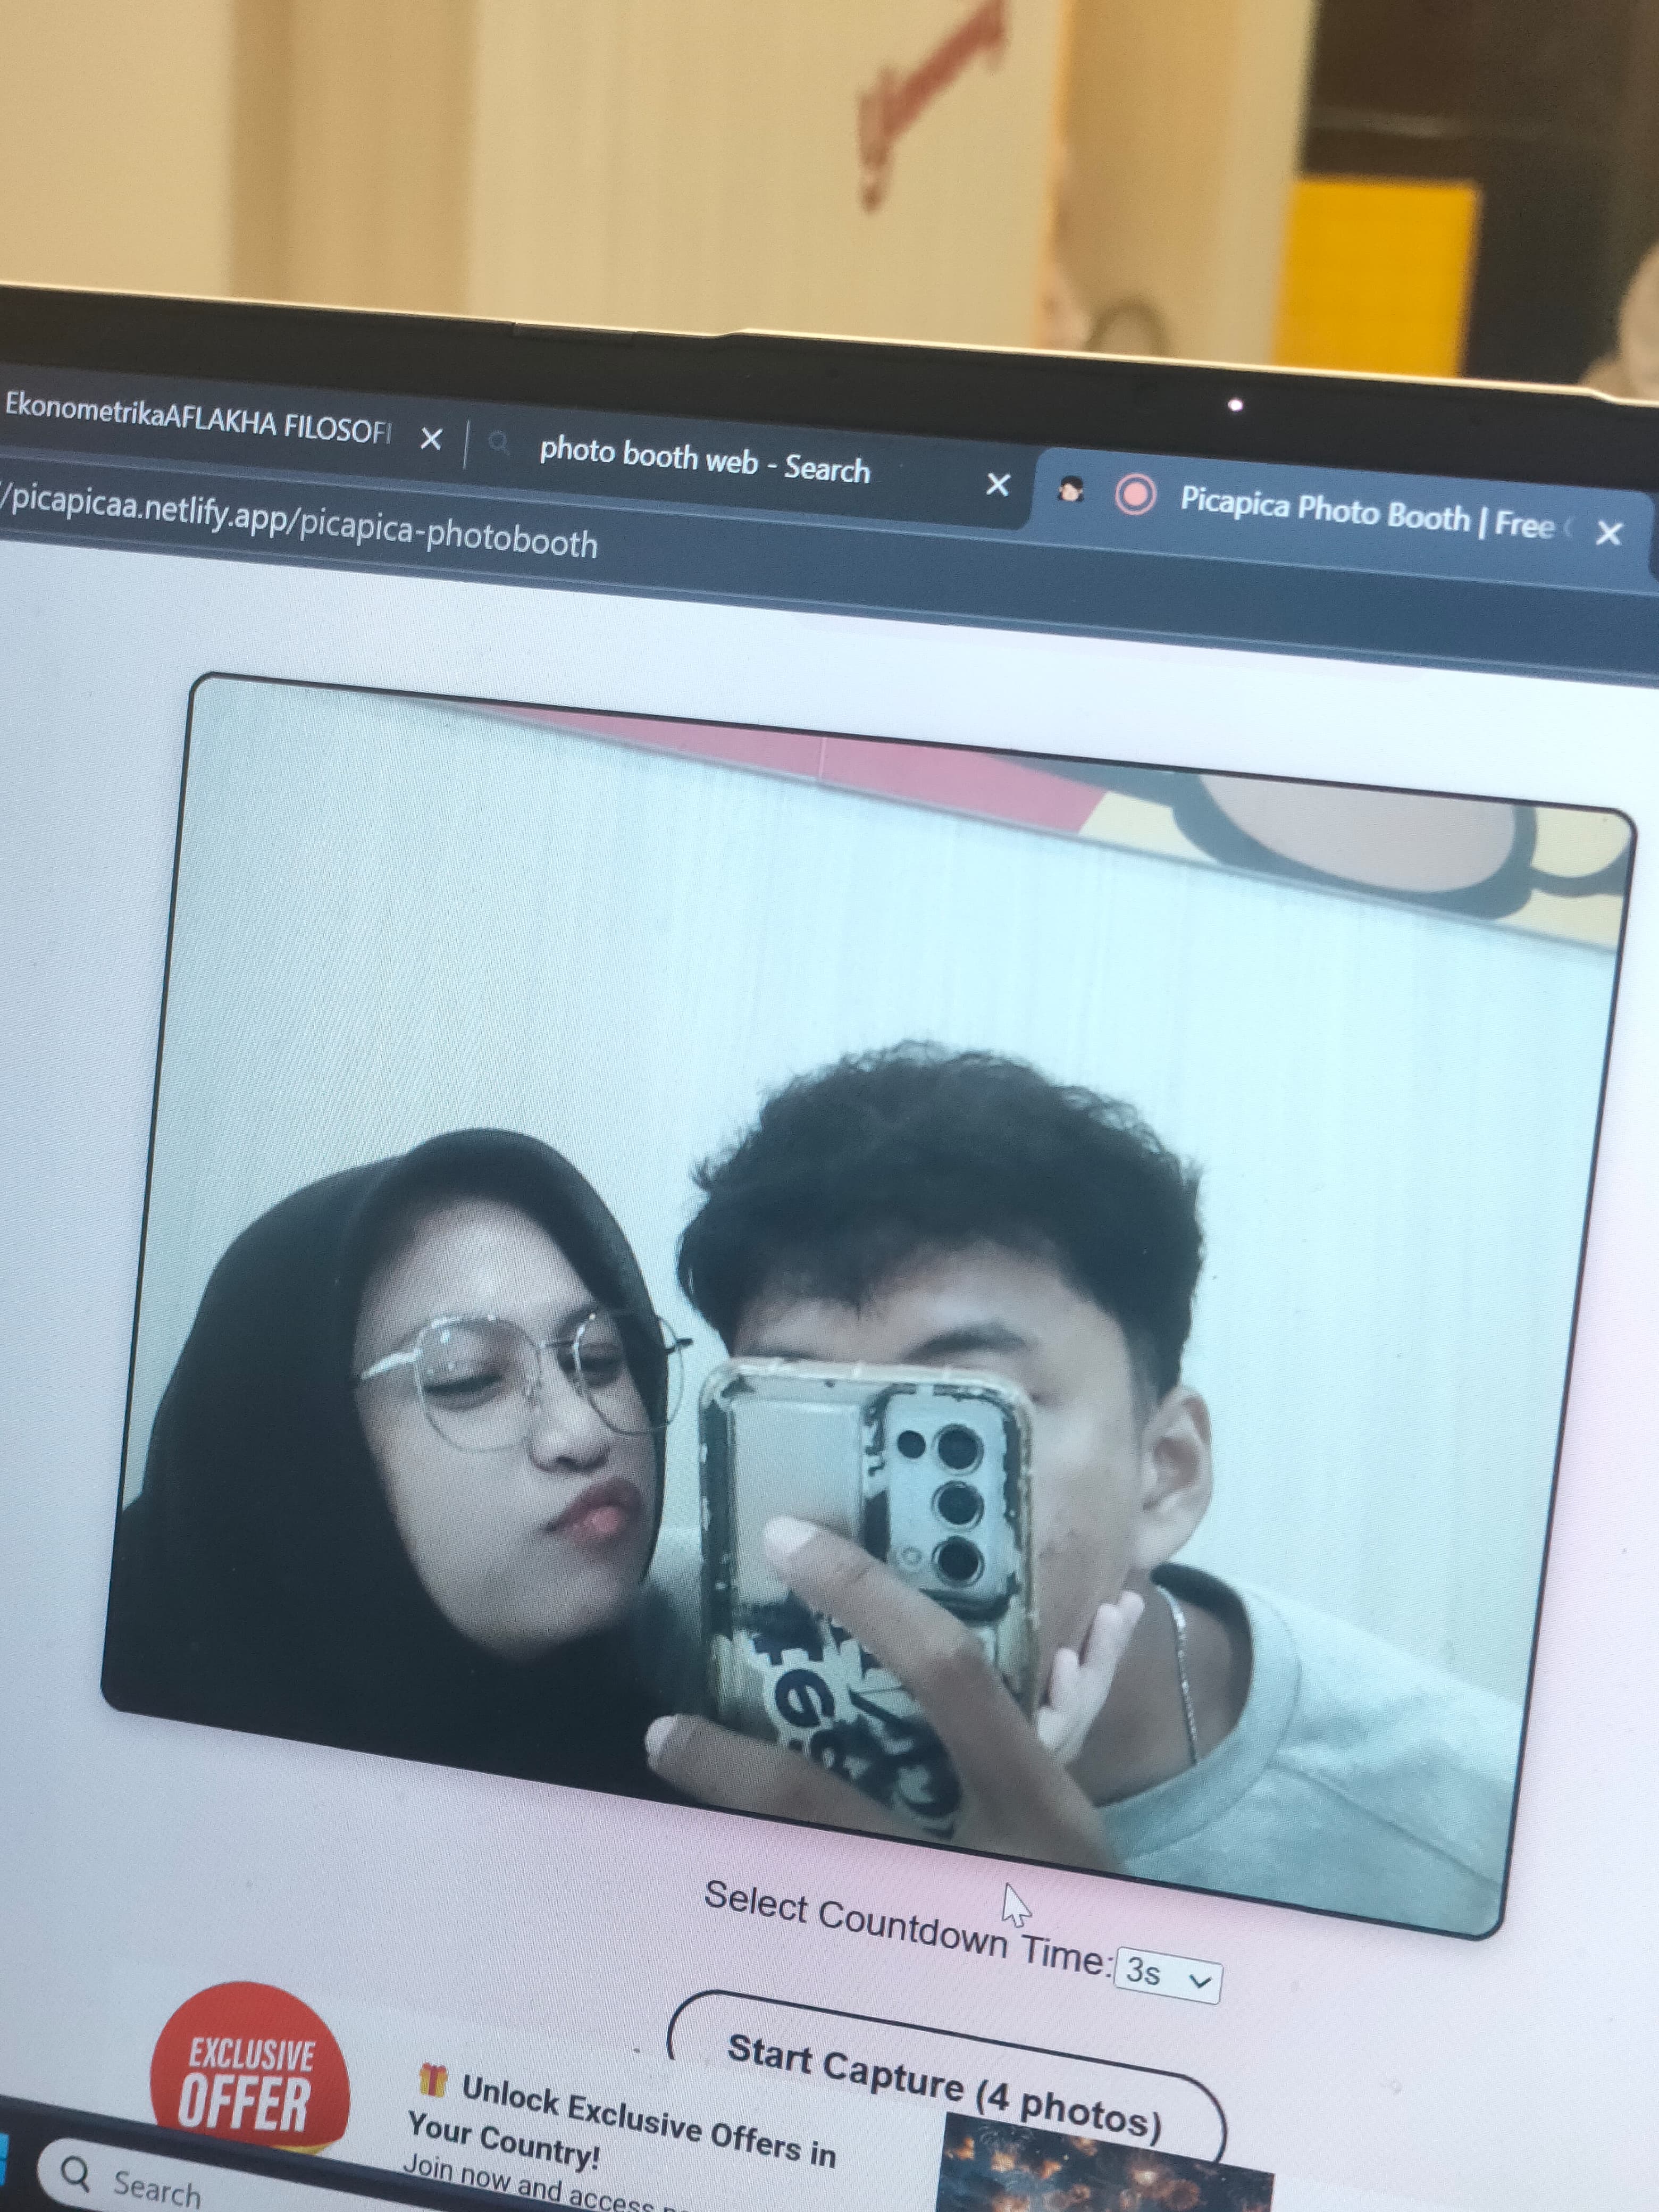 EkonometrikaAFLAKHA FILOSOFI
photo booth web - Search
Picapica Photo Booth | Free
/picapicaa.netlify.app/picapica-photobooth
Select Countdown Time: 3s
Start Capture (4 photos)
EXCLUSIVE
OFFER
🎁 Unlock Exclusive Offers in
Your Country!
Join now and access
Search